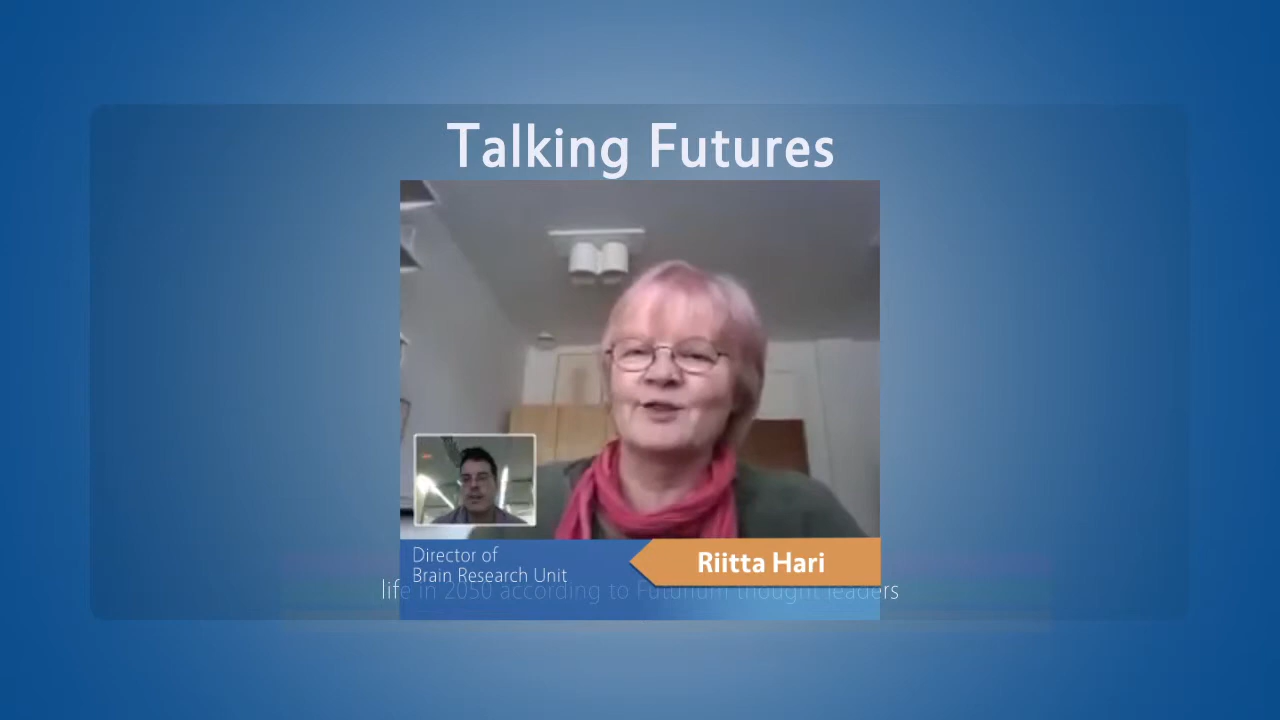 Talking Futures
Director of
Brain Research Unit
Riitta Hari
life in 2050 according to Futurium thought leaders